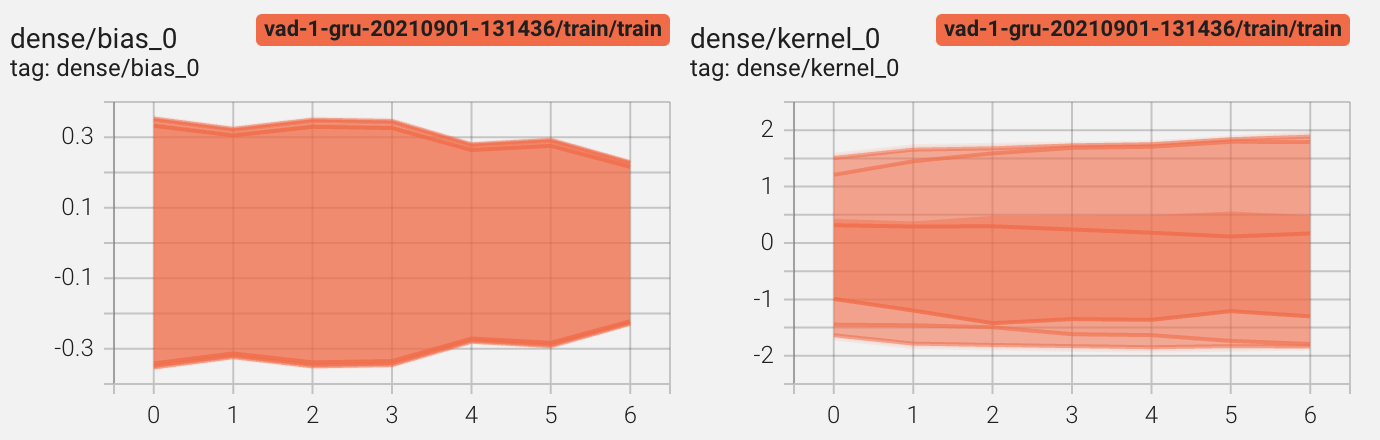 dense/bias_0
vad-1-gru-20210901-131436/train/train
tag: dense/bias_0
0.3
0.1
-0.1
-0.3
0 1 2 3 4 5 6
dense/kernel_0
vad-1-gru-20210901-131436/train/train
tag: dense/kernel_0
2
1
0
-1
-2
0 1 2 3 4 5 6